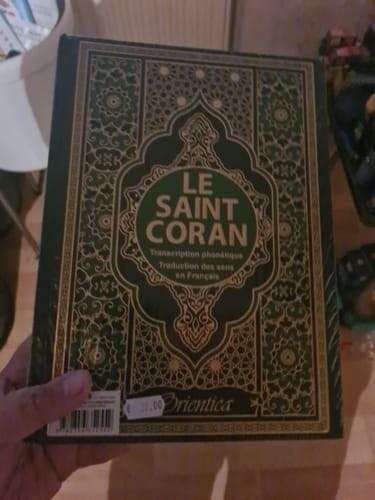 LE
SAINT
CORAN
Transcription phonétique
Traduction des sens
en Français
Orientica